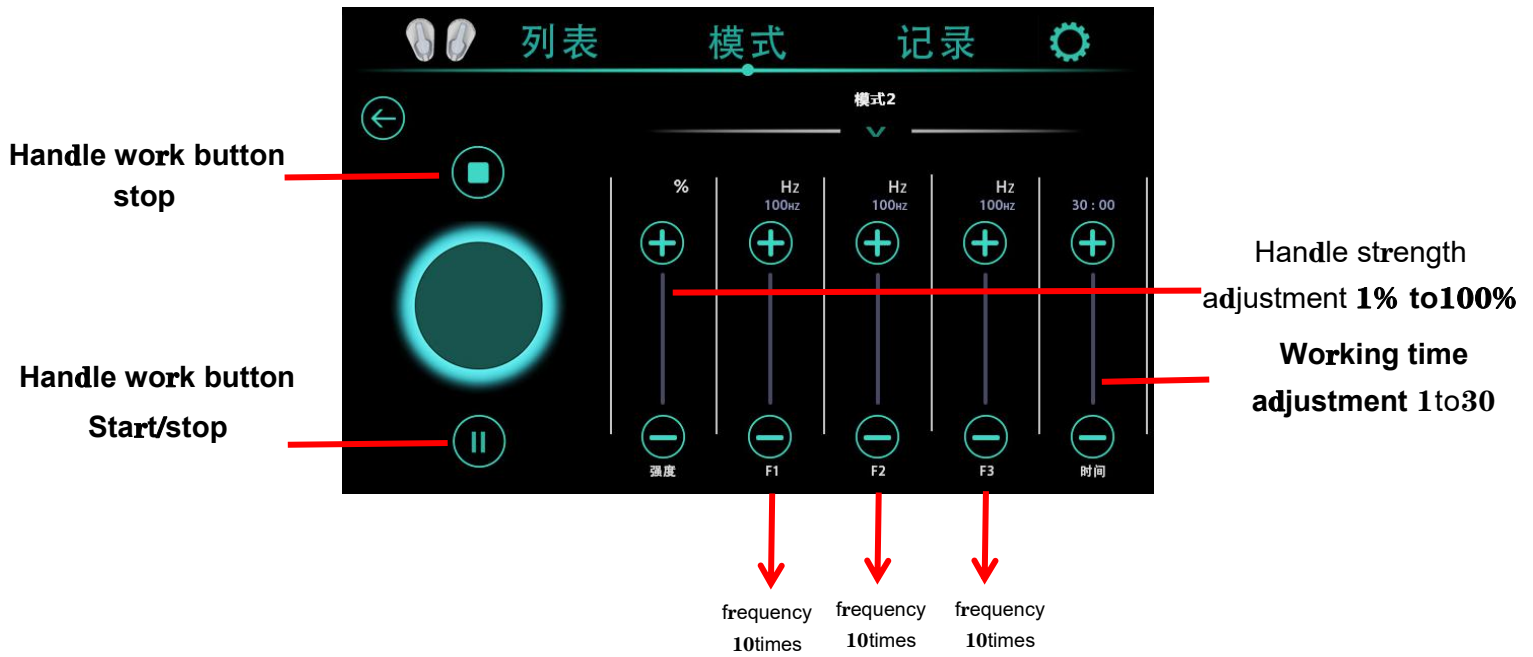 列表 模式 记录
模式2
Handle work button
stop
% Hz Hz Hz
100HZ 100HZ 100HZ 30 : 00
Handle strength
adjustment 1% to100%
Working time
adjustment 1to30
Handle work button
Start/stop
强度 F1 F2 F3 时间
frequency frequency frequency
10times 10times 10times